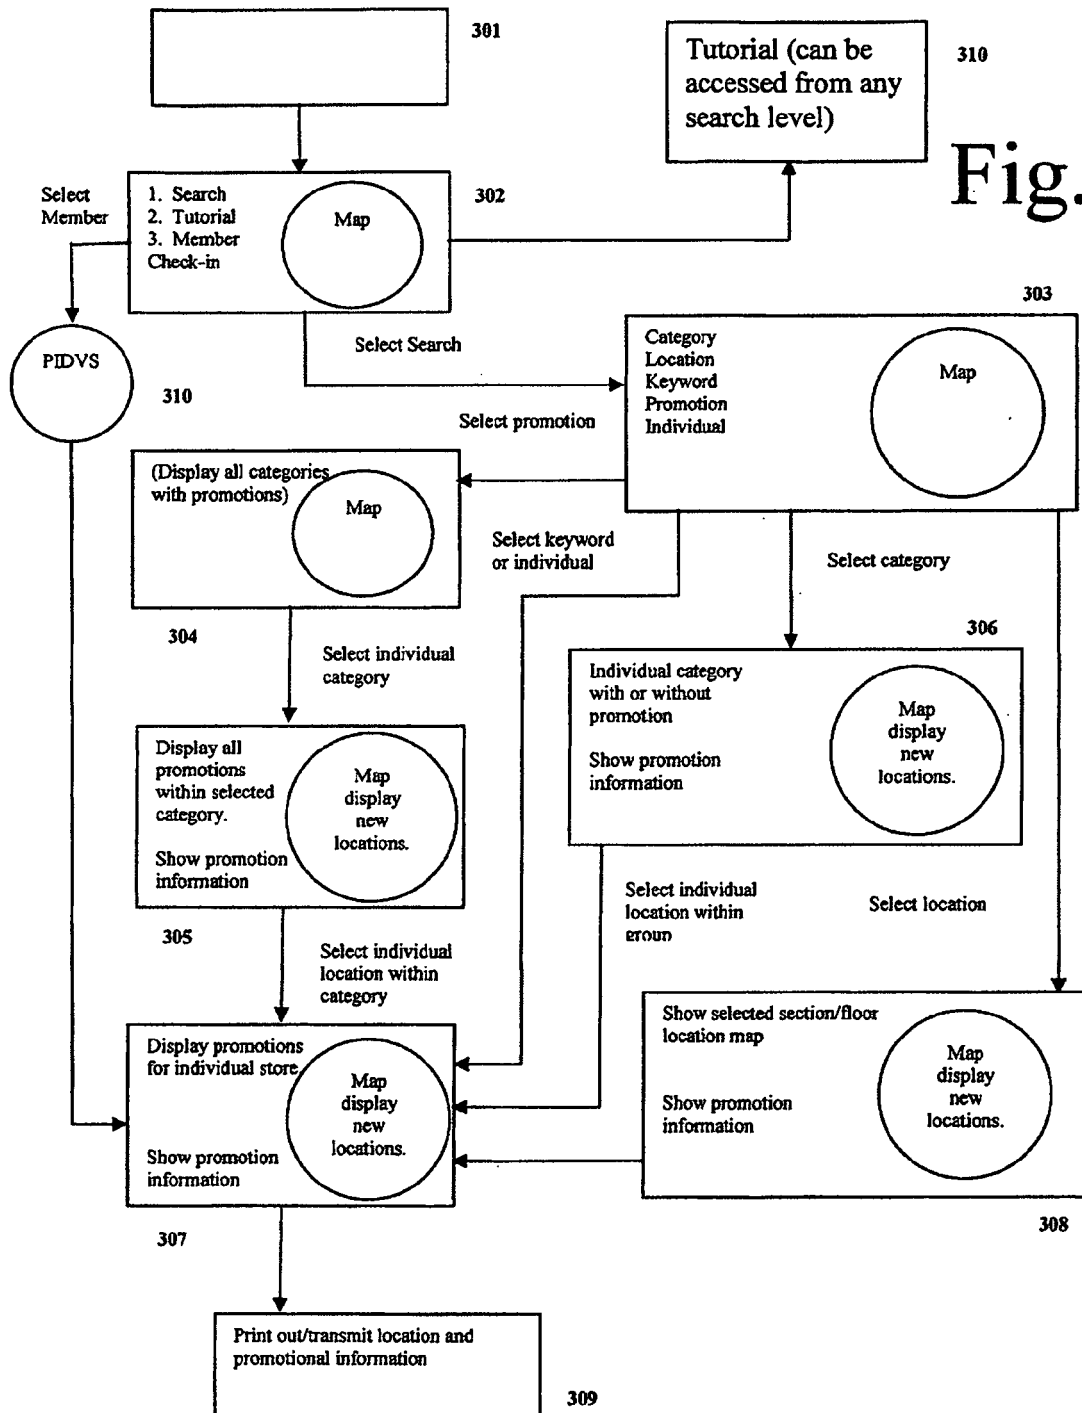 301
Tutorial (can be
accessed from any
search level)
310
Fig.
Select
Member
1. Search
2. Tutorial
3. Member
Check-in
Map
302
303
Select Search
Category
Location
Keyword
Promotion
Individual
Map
PIDVS
310
Select promotion
(Display all categories
with promotions)
Map
Select keyword
or individual
Select category
304
306
Select individual
category
Individual category
with or without
promotion
Show promotion
information
Map
display
new
locations.
Display all
promotions
within selected
category.
Show promotion
information
Map
display
new
locations.
Select individual
location within
group
Select location
305
Select individual
location within
category
Show selected section/floor
location map
Show promotion
information
Map
display
new
locations.
Display promotions
for individual store.
Show promotion
information
Map
display
new
locations.
307
308
Print out/transmit location and
promotional information
309